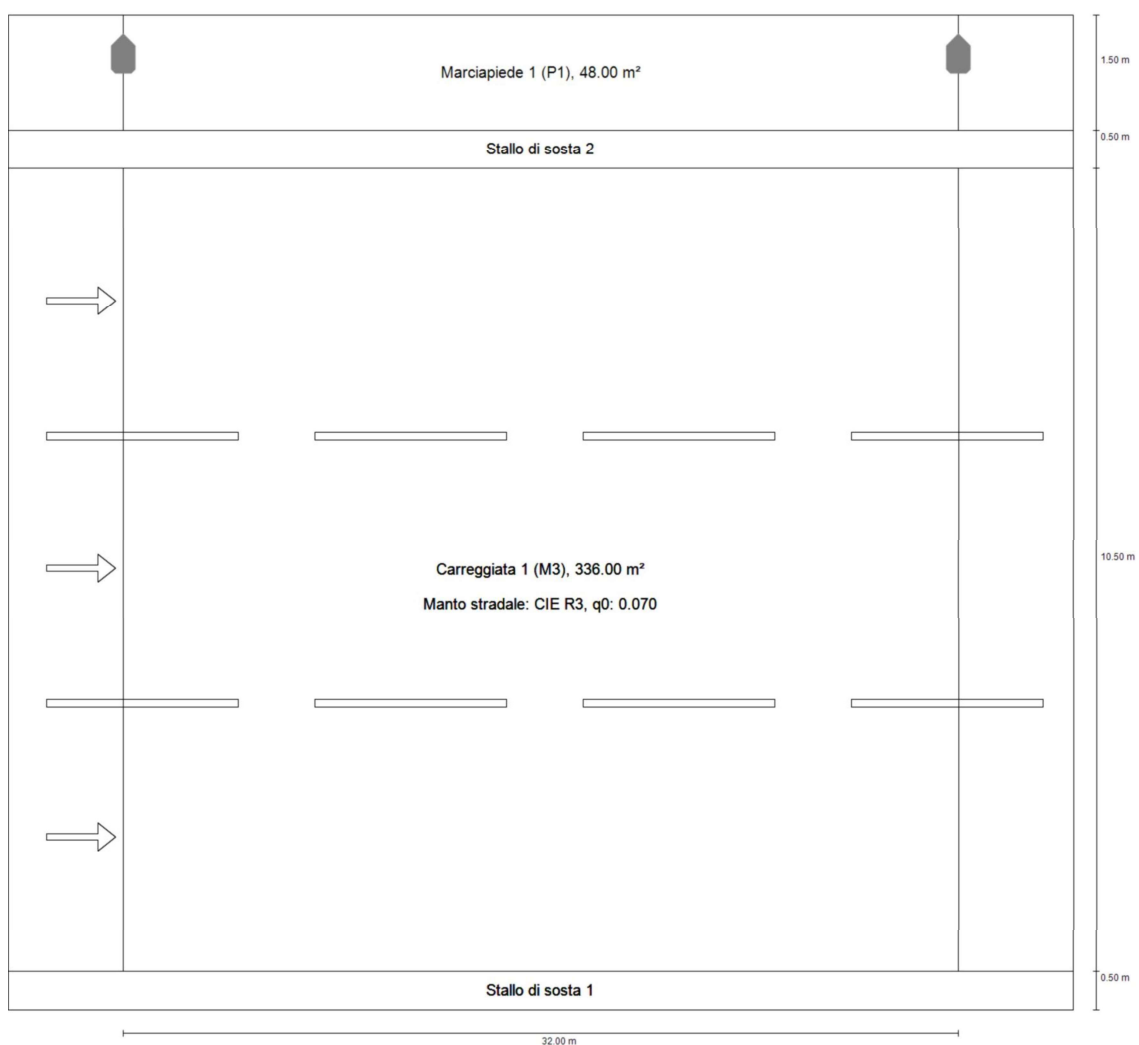 1.50 m
Marciapiede 1 (P1), 48.00 m²
0.50 m
Stallo di sosta 2
10.50 m
Carreggiata 1 (M3), 336.00 m²
Manto stradale: CIE R3, q0: 0.070
0.50 m
Stallo di sosta 1
32.00 m